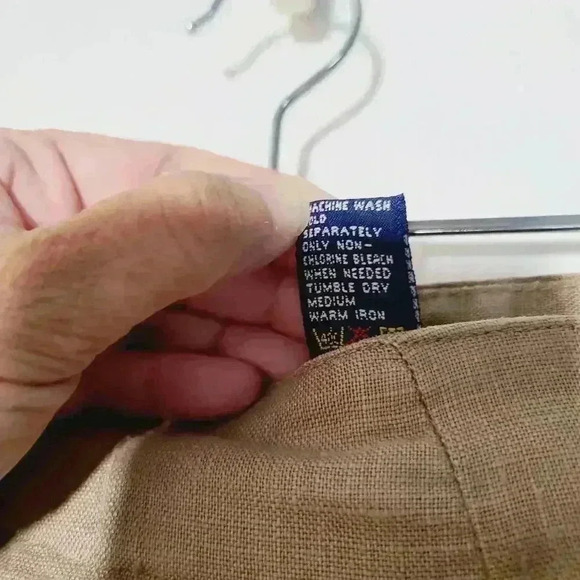 MACHINE WASH
COLD
SEPARATELY
ONLY NON-
CHLORINE BLEACH
WHEN NEEDED
TUMBLE DRY
MEDIUM
WARM IRON